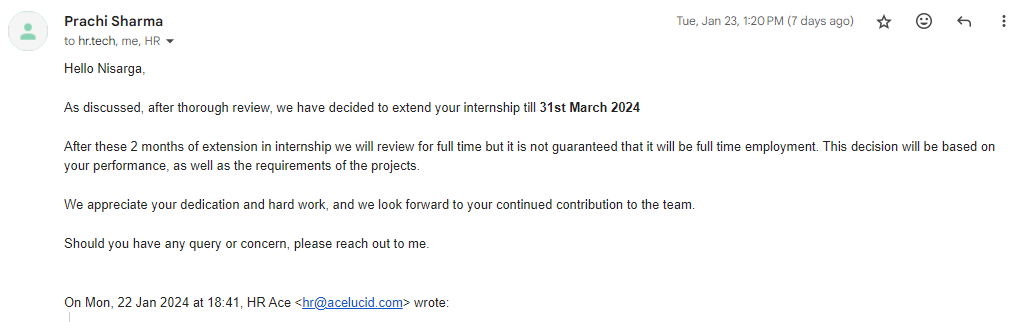 Prachi Sharma
Tue, Jan 23, 1:20 PM (7 days ago)
to hr.tech, me, HR
Hello Nisarga,
As discussed, after thorough review, we have decided to extend your internship till 31st March 2024
After these 2 months of extension in internship we will review for full time but it is not guaranteed that it will be full time employment. This decision will be based on
your performance, as well as the requirements of the projects.
We appreciate your dedication and hard work, and we look forward to your continued contribution to the team.
Should you have any query or concern, please reach out to me.
On Mon, 22 Jan 2024 at 18:41, HR Ace <hr@acelucid.com> wrote: